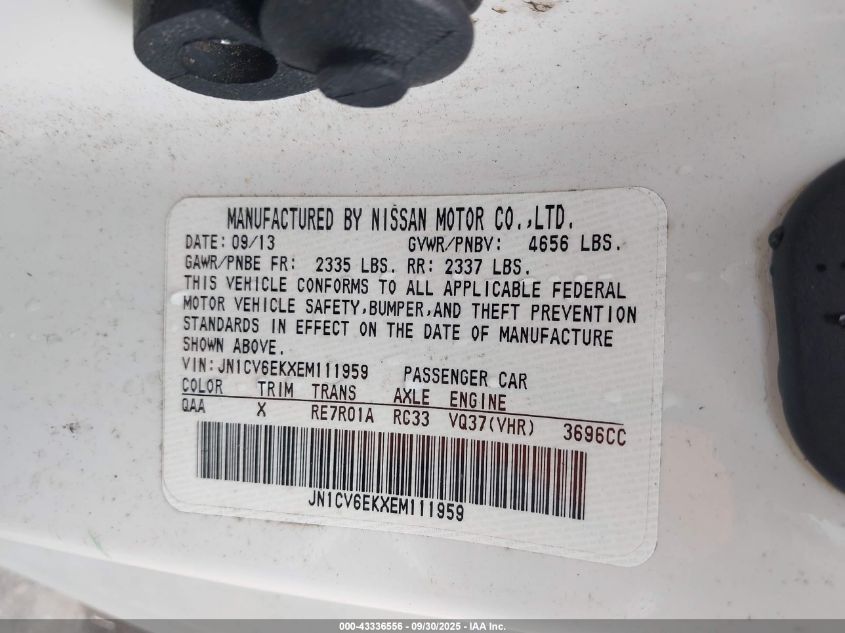 MANUFACTURED BY NISSAN MOTOR CO.,LTD.
DATE: 09/13 GVWR/PNBV: 4656 LBS.
GAWR/PNBE FR: 2335 LBS. RR: 2337 LBS.
THIS VEHICLE CONFORMS TO ALL APPLICABLE FEDERAL
MOTOR VEHICLE SAFETY,BUMPER,AND THEFT PREVENTION
STANDARDS IN EFFECT ON THE DATE OF MANUFACTURE
SHOWN ABOVE.
VIN:JN1CV6EKXEM111959 PASSENGER CAR
COLOR TRIM TRANS AXLE ENGINE
QAA X RE7R01A RC33 VQ37(VHR) 3696CC
JN1CV6EKXEM111959
000-43336556 - 09/30/2025 - IAA Inc.